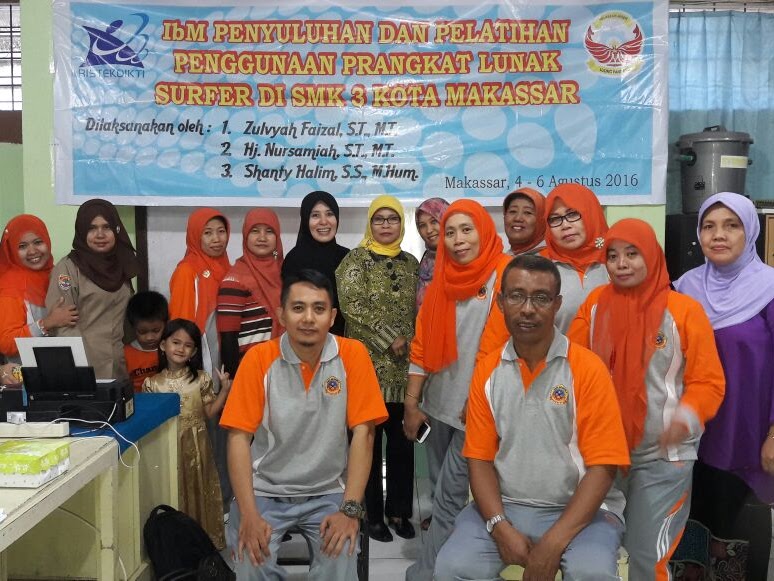 IbM PENYULUHAN DAN PELATIHAN
PENGGUNAAN PRANGKAT LUNAK
SURFER DI SMK 3 KOTA MAKASSAR
RISTEKDIKTI
Dilaksanakan oleh : 1. Zulvyah Faizal, S.T., M.T.
2. Hj. Nursamiah, S.T., M.T.
3. Shanty Halim, S.S., M.Hum.
Makassar, 4 - 6 Agustus 2016